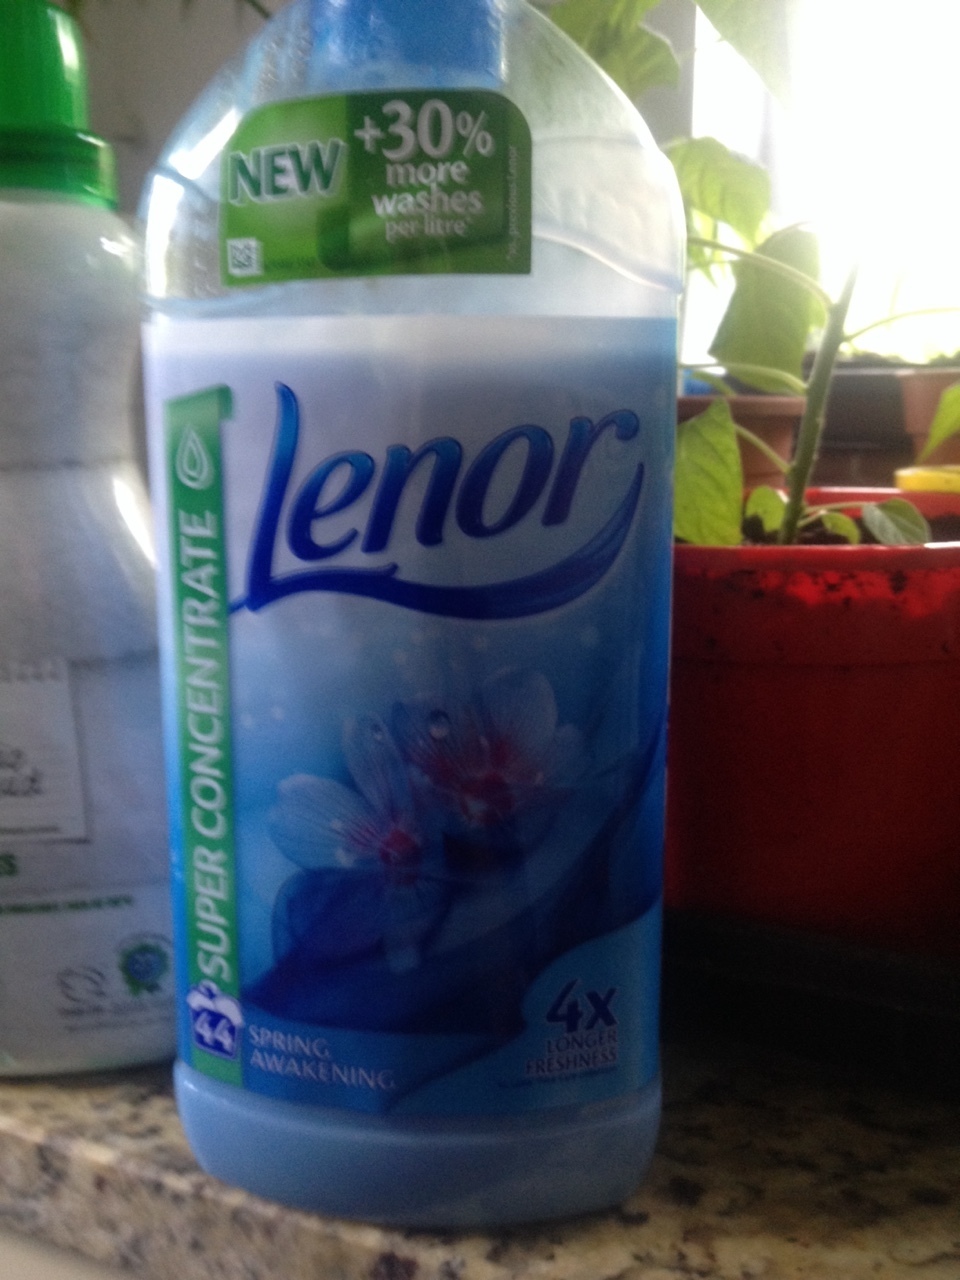 NEW
+30%
more
washes
per litre
Lenor
SUPER CONCENTRATE
44
SPRING
AWAKENING
4x
LONGER
FRESHNESS